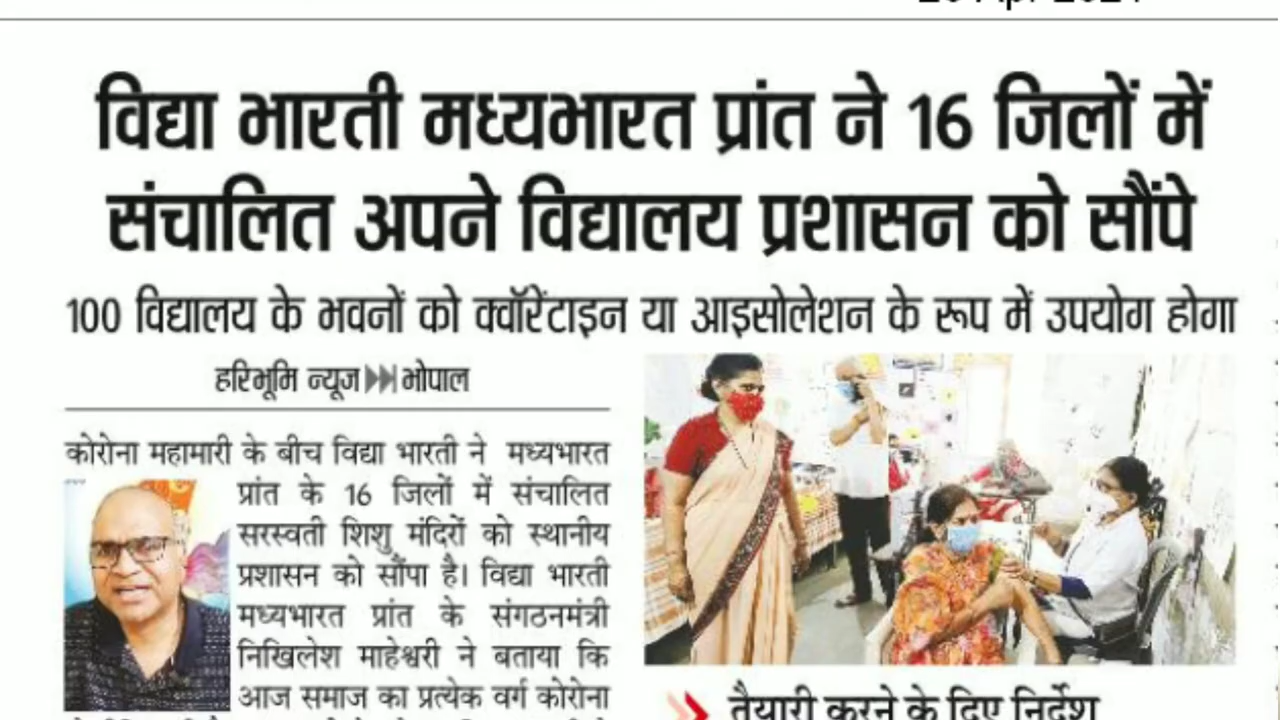 विद्या भारती मध्यभारत प्रांत ने 16 जिलों में
संचालित अपने विद्यालय प्रशासन को सौंपे
100 विद्यालय के भवनों को क्वॉरेंटाइन या आइसोलेशन के रूप में उपयोग होगा
हरिभूमि न्यूज भोपाल
कोरोना महामारी के बीच विद्या भारती ने मध्यभारत
प्रांत के 16 जिलों में संचालित
सरस्वती शिशु मंदिरों को स्थानीय
प्रशासन को सौंपा है। विद्या भारती
मध्यभारत प्रांत के संगठनमंत्री
निखिलेश माहेश्वरी ने बताया कि
आज समाज का प्रत्येक वर्ग कोरोना
तैयारी करने के दिए निर्देश